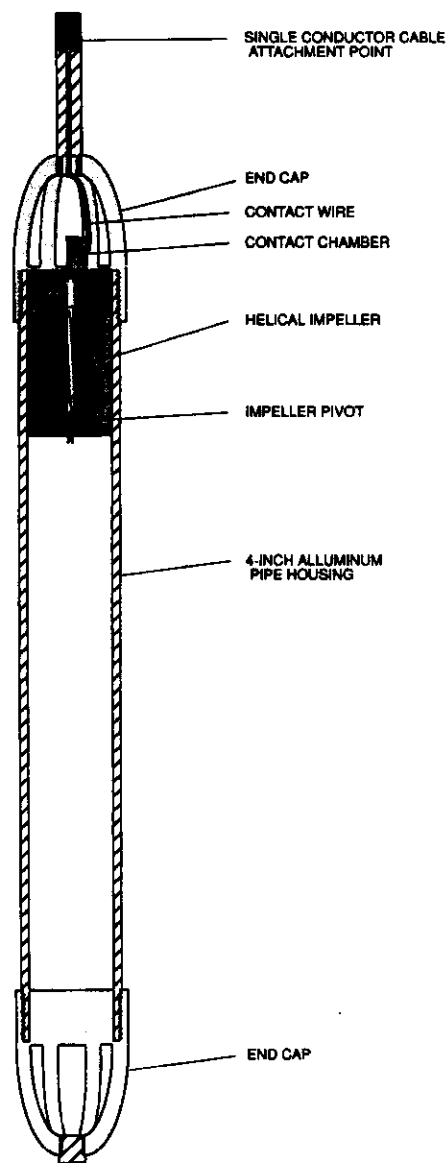 SINGLE CONDUCTOR CABLE
ATTACHMENT POINT
END CAP
CONTACT WIRE
CONTACT CHAMBER
HELICAL IMPELLER
IMPELLER PIVOT
4-INCH ALLUMINUM
PIPE HOUSING
END CAP